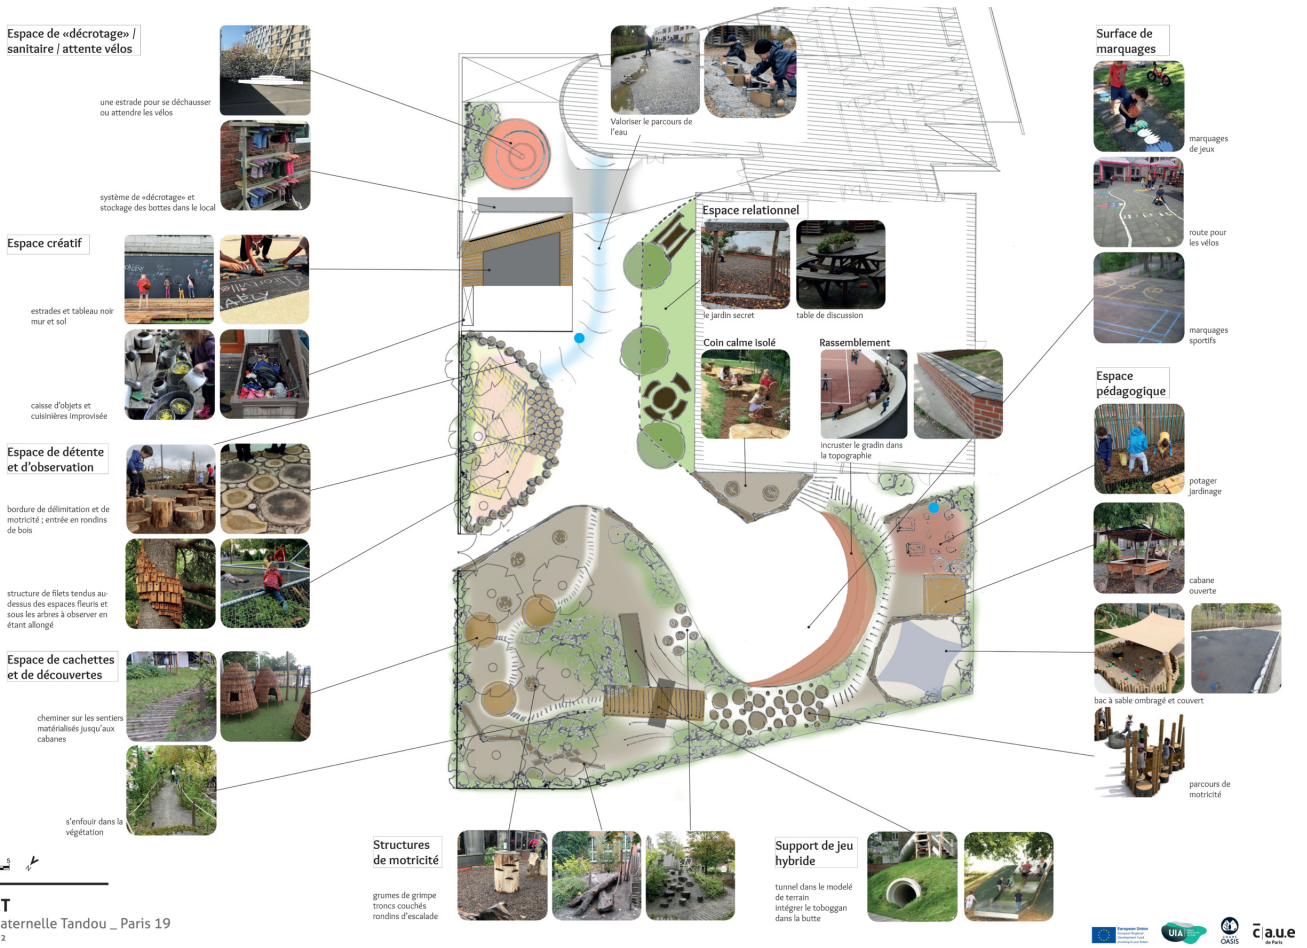 Espace de «décrotage» /
sanitaire / attente vélos
une estrade pour se déchausser
ou attendre les vélos
système de «décrotage» et
stockage des bottes dans le local
Espace créatif
estrades et tableau noir
mur et sol
caisse d'objets et
cuisinières improvisée
Espace de détente
et d'observation
bordure de délimitation et de
motricité ; entrée en rondins
de bois
structure de filets tendus au-
dessus des espaces fleuris et
sous les arbres à observer en
étant allongé
Espace de cachettes
et de découvertes
cheminer sur les sentiers
matérialisés jusqu'aux
cabanes
s'enfouir dans la
végétation
Valoriser le parcours de
l'eau
Espace relationnel
le jardin secret
table de discussion
Coin calme isolé
Rassemblement
incruster le gradin dans
la topographie
Surface de
marquages
marquages
de jeux
route pour
les vélos
marquages
sportifs
Espace
pédagogique
potager
jardinage
cabane
ouverte
bac à sable ombragé et couvert
parcours de
motricité
Structures
de motricité
grumes de grimpe
troncs couchés
rondins d'escalade
Support de jeu
hybride
tunnel dans le modelé
de terrain
intégrer le toboggan
dans la butte
5
N
T
aternelle Tandou _ Paris 19
2
European Union
UIA
OASIS
c|a.u.e
de Paris